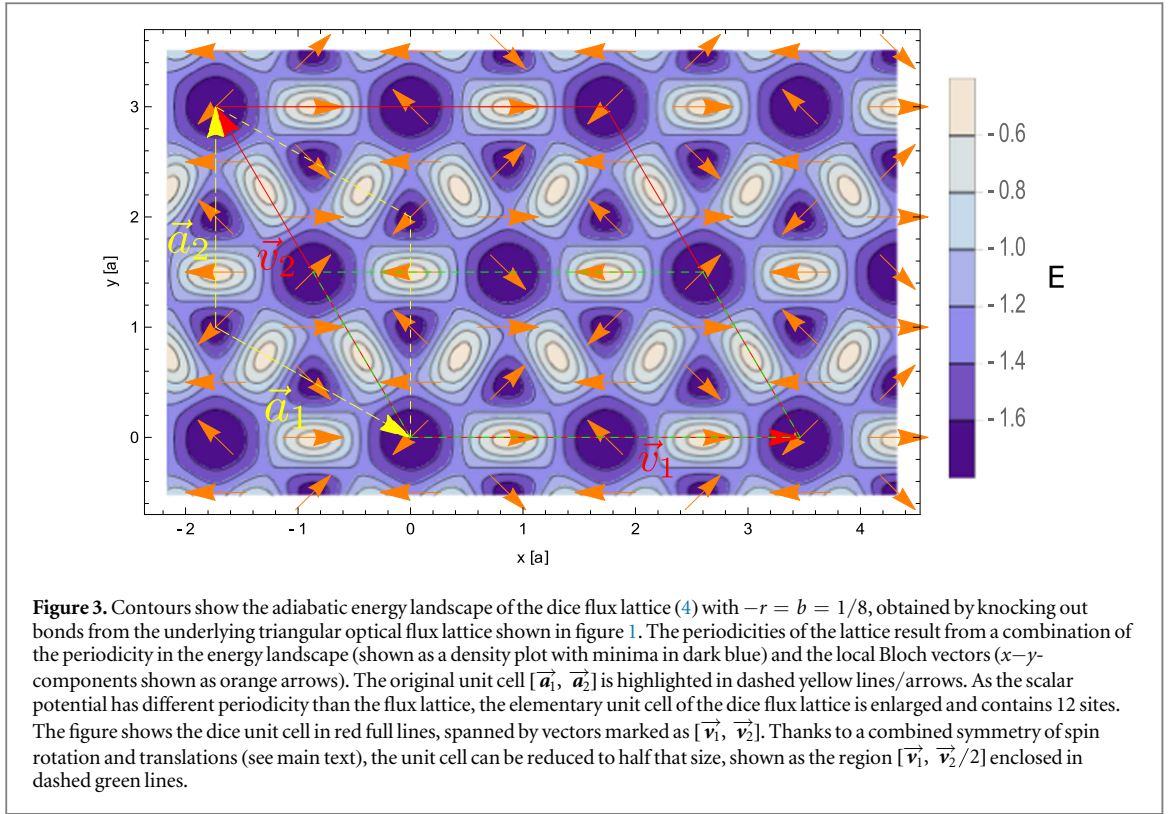 3
2
1
0
y [a]
-2
-1
0
1
2
3
4
x [a]
a⃗2
v⃗2
a⃗1
v⃗1
-0.6
-0.8
-1.0
-1.2
-1.4
-1.6
E
Figure 3. Contours show the adiabatic energy landscape of the dice flux lattice (4) with −r = b = 1/8, obtained by knocking out
bonds from the underlying triangular optical flux lattice shown in figure 1. The periodicities of the lattice result from a combination of
the periodicity in the energy landscape (shown as a density plot with minima in dark blue) and the local Bloch vectors (x–y-
components shown as orange arrows). The original unit cell [a⃗1, a⃗2] is highlighted in dashed yellow lines/arrows. As the scalar
potential has different periodicity than the flux lattice, the elementary unit cell of the dice flux lattice is enlarged and contains 12 sites.
The figure shows the dice unit cell in red full lines, spanned by vectors marked as [v⃗1, v⃗2]. Thanks to a combined symmetry of spin
rotation and translations (see main text), the unit cell can be reduced to half that size, shown as the region [v⃗1, v⃗2/2] enclosed in
dashed green lines.